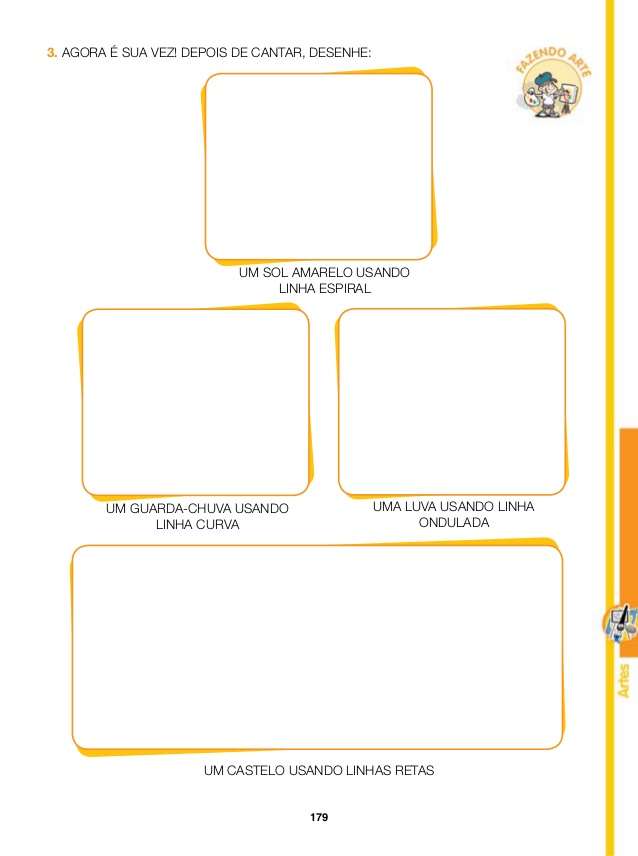 3. AGORA É SUA VEZ! DEPOIS DE CANTAR, DESENHE:
FAZENDO ARTE
UM SOL AMARELO USANDO
LINHA ESPIRAL
UM GUARDA-CHUVA USANDO
LINHA CURVA
UMA LUVA USANDO LINHA
ONDULADA
Artes
UM CASTELO USANDO LINHAS RETAS
179